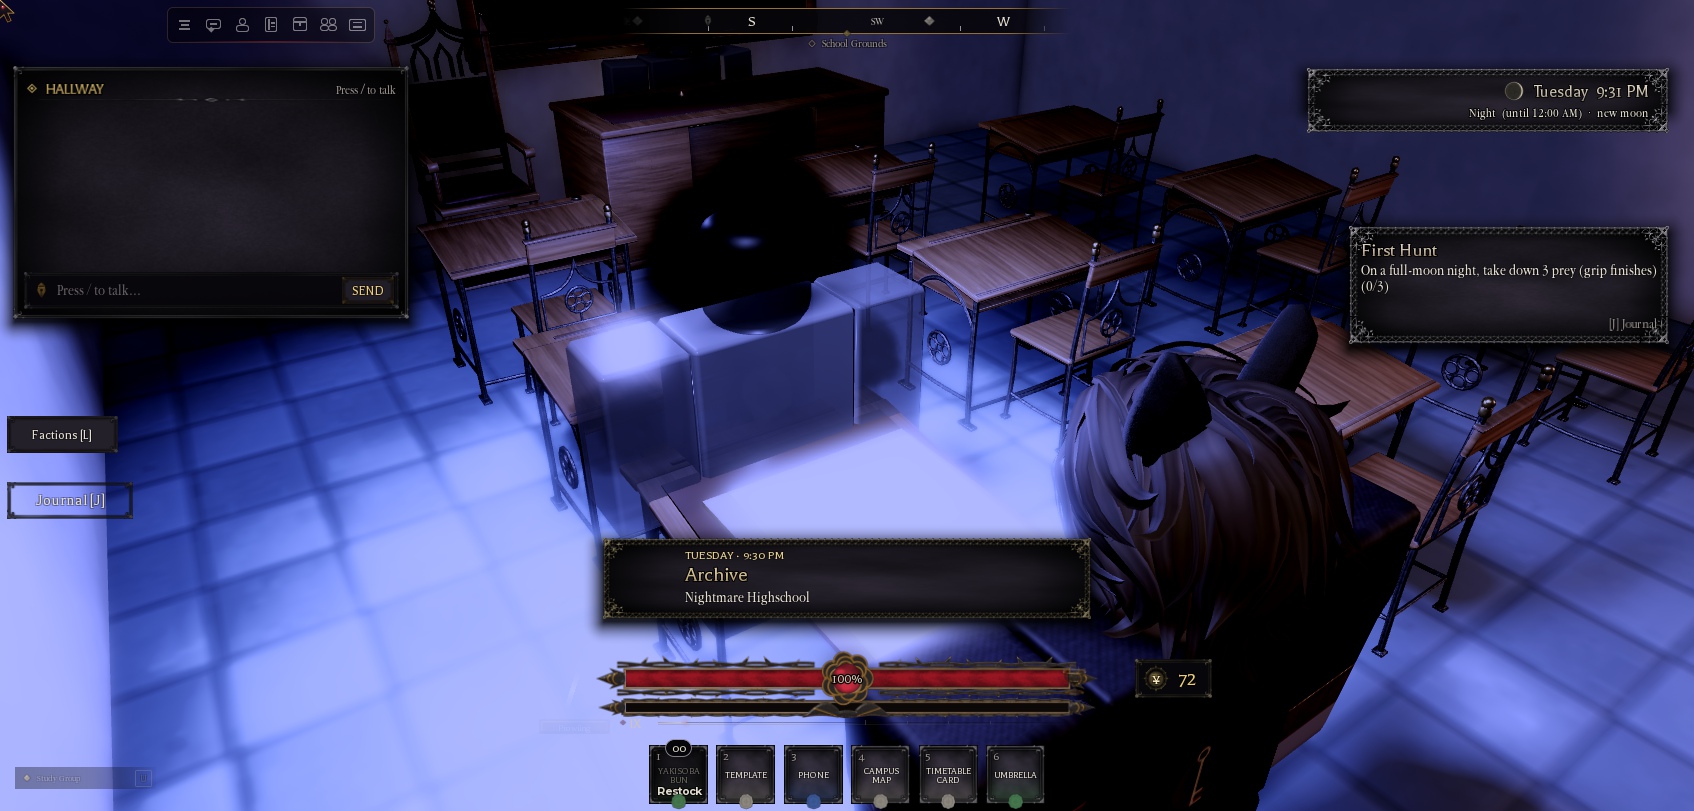 S
SW
W
School Grounds
HALLWAY
Press / to talk
Press / to talk...
SEND
Tuesday 9:31 PM
Night (until 12:00 AM) · new moon
First Hunt
On a full-moon night, take down 3 prey (grip finishes)
(0/3)
[J] Journal
Factions [L]
Journal [J]
TUESDAY · 9:30 PM
Archive
Nightmare Highschool
100%
¥ 72
1
00
YAKISOBA
BUN
Restock
2
TEMPLATE
3
PHONE
4
CAMPUS
MAP
5
TIMETABLE
CARD
6
UMBRELLA
Study Group